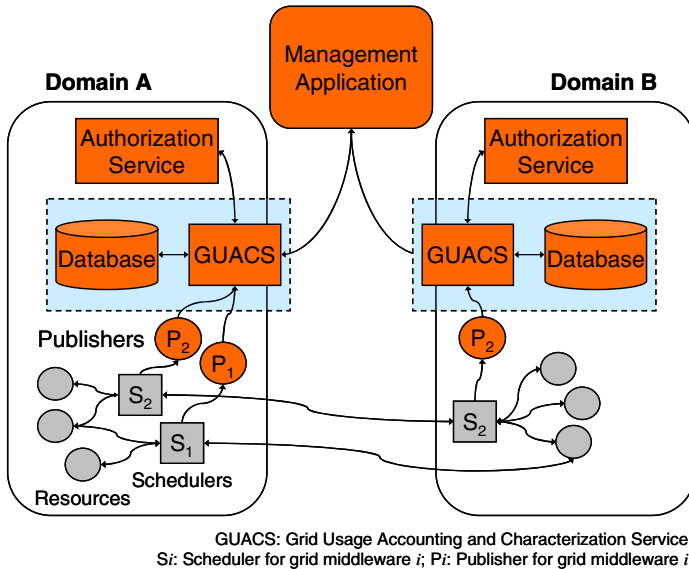 Management
Application
Domain A
Domain B
Authorization
Service
Authorization
Service
Database
GUACS
GUACS
Database
Publishers
P2
P1
P2
S2
S2
S1
Schedulers
Resources
GUACS: Grid Usage Accounting and Characterization Service
Si: Scheduler for grid middleware i; Pi: Publisher for grid middleware i